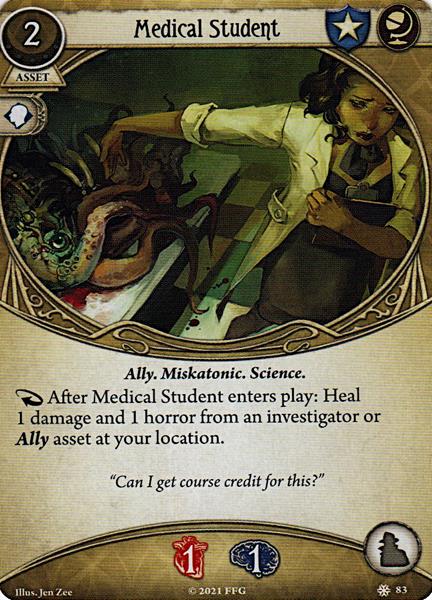 Medical Student
2
ASSET
Ally. Miskatonic. Science.
After Medical Student enters play: Heal
1 damage and 1 horror from an investigator or
Ally asset at your location.
“Can I get course credit for this?”
1 1
Illus. Jen Zee © 2021 FFG 83